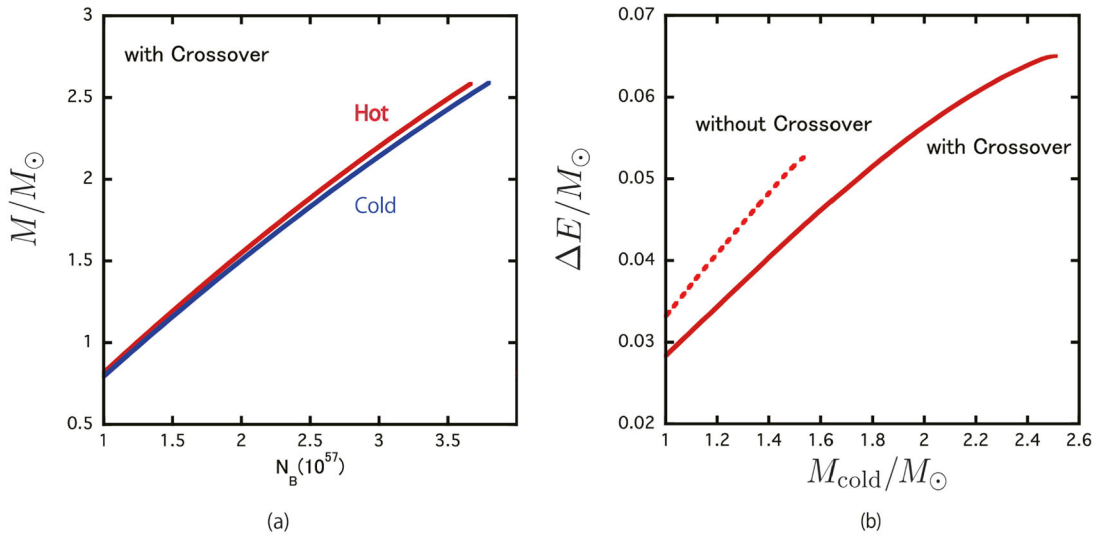 with Crossover
Hot
Cold
M/M☉
3
2.5
2
1.5
1
0.5
1
1.5
2
2.5
3
3.5
N_B(10^57)
(a)
without Crossover
with Crossover
ΔE/M☉
0.07
0.06
0.05
0.04
0.03
0.02
1
1.2
1.4
1.6
1.8
2
2.2
2.4
2.6
M_cold/M☉
(b)